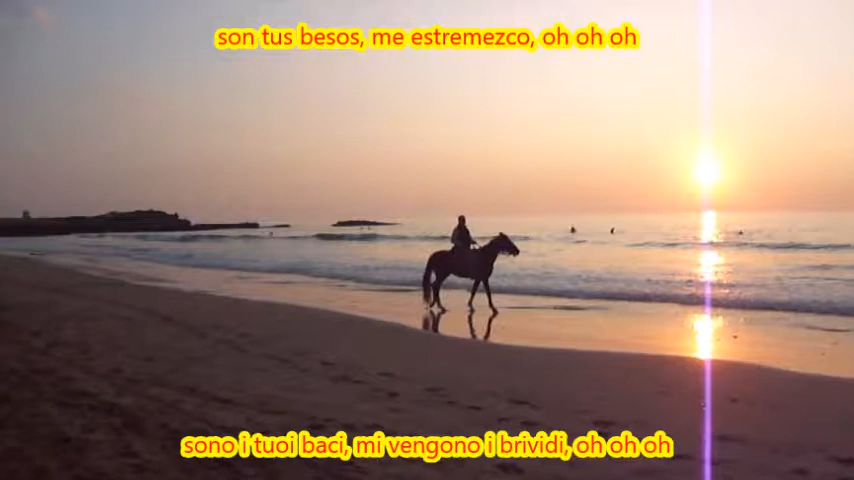 son tus besos, me estremezco, oh oh oh
sono i tuoi baci, mi vengono i brividi, oh oh oh